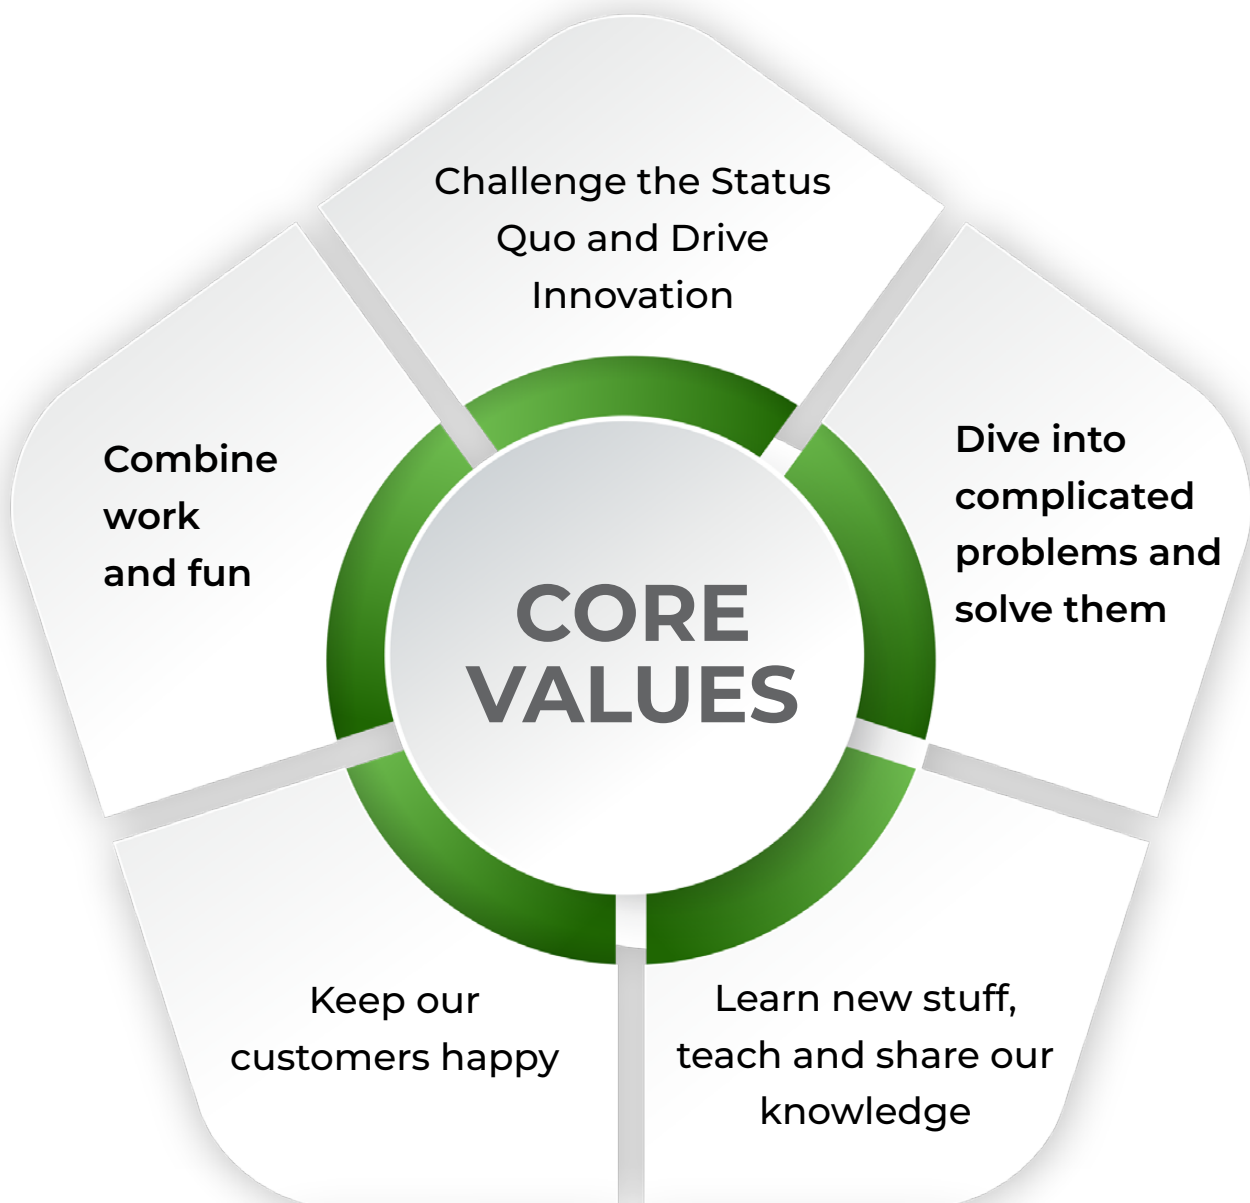 Challenge the Status
Quo and Drive
Innovation
Combine
work
and fun
Dive into
complicated
problems and
solve them
CORE
VALUES
Keep our
customers happy
Learn new stuff,
teach and share our
knowledge